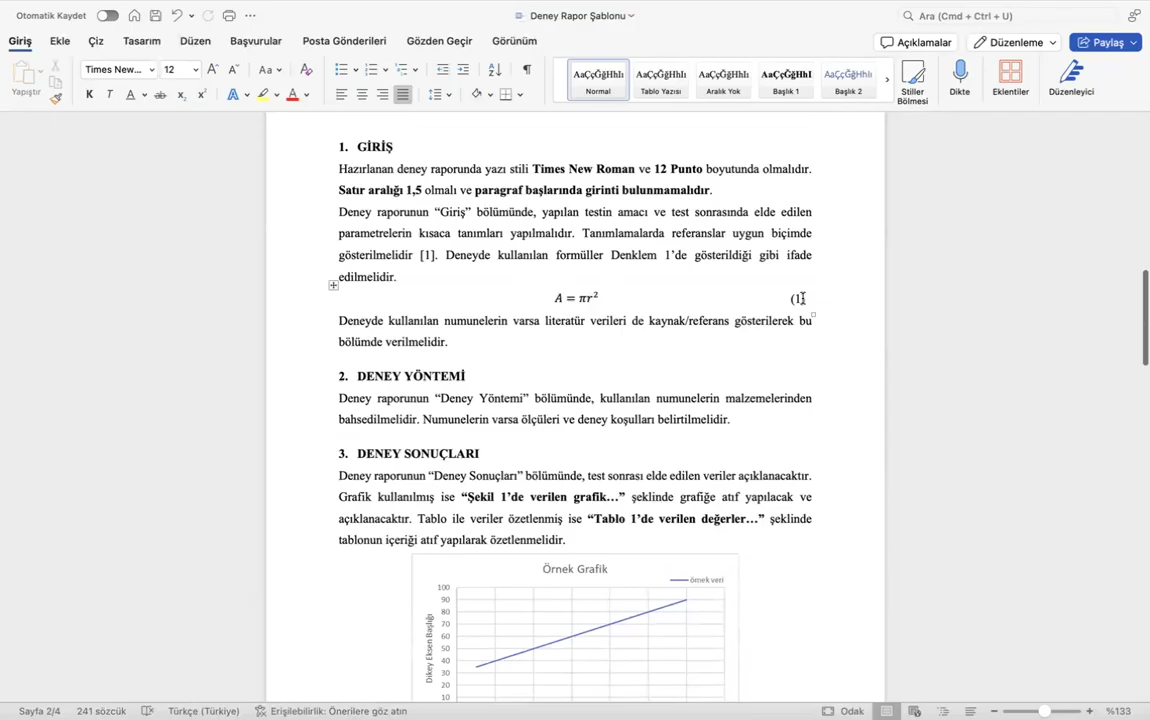 Otomatik Kaydet
Deney Rapor Şablonu
Ara (Cmd + Ctrl + U)
Giriş Ekle Çiz Tasarım Düzen Başvurular Posta Gönderileri Gözden Geçir Görünüm
Açıklamalar Düzenleme Paylaş
Yapıştır
Times New... 12
AaÇçĞğHhIı AaÇçĞğHhIı AaÇçĞğHhIı AaÇçĞğHhI AaÇçĞğHhIı
Normal Tablo Yazısı Aralık Yok Başlık 1 Başlık 2
Stiller Bölmesi
Dikte
Eklentiler
Düzenleyici
1. GİRİŞ
Hazırlanan deney raporunda yazı stili Times New Roman ve 12 Punto boyutunda olmalıdır.
Satır aralığı 1,5 olmalı ve paragraf başlarında girinti bulunmamalıdır.
Deney raporunun “Giriş” bölümünde, yapılan testin amacı ve test sonrasında elde edilen
parametrelerin kısaca tanımları yapılmalıdır. Tanımlamalarda referanslar uygun biçimde
gösterilmelidir [1]. Deneyde kullanılan formüller Denklem 1’de gösterildiği gibi ifade
edilmelidir.
A = πr² (1)
Deneyde kullanılan numunelerin varsa literatür verileri de kaynak/referans gösterilerek bu
bölümde verilmelidir.
2. DENEY YÖNTEMİ
Deney raporunun “Deney Yöntemi” bölümünde, kullanılan numunelerin malzemelerinden
bahsedilmelidir. Numunelerin varsa ölçüleri ve deney koşulları belirtilmelidir.
3. DENEY SONUÇLARI
Deney raporunun “Deney Sonuçları” bölümünde, test sonrası elde edilen veriler açıklanacaktır.
Grafik kullanılmış ise “Şekil 1’de verilen grafik…” şeklinde grafiğe atıf yapılacak ve
açıklanacaktır. Tablo ile veriler özetlenmiş ise “Tablo 1’de verilen değerler…” şeklinde
tablonun içeriği atıf yapılarak özetlenmelidir.
Örnek Grafik
örnek veri
Dikey Eksen Başlığı
100
90
80
70
60
50
40
30
20
10
Sayfa 2/4 241 sözcük Türkçe (Türkiye) Erişilebilirlik: Önerilere göz atın Odak %133